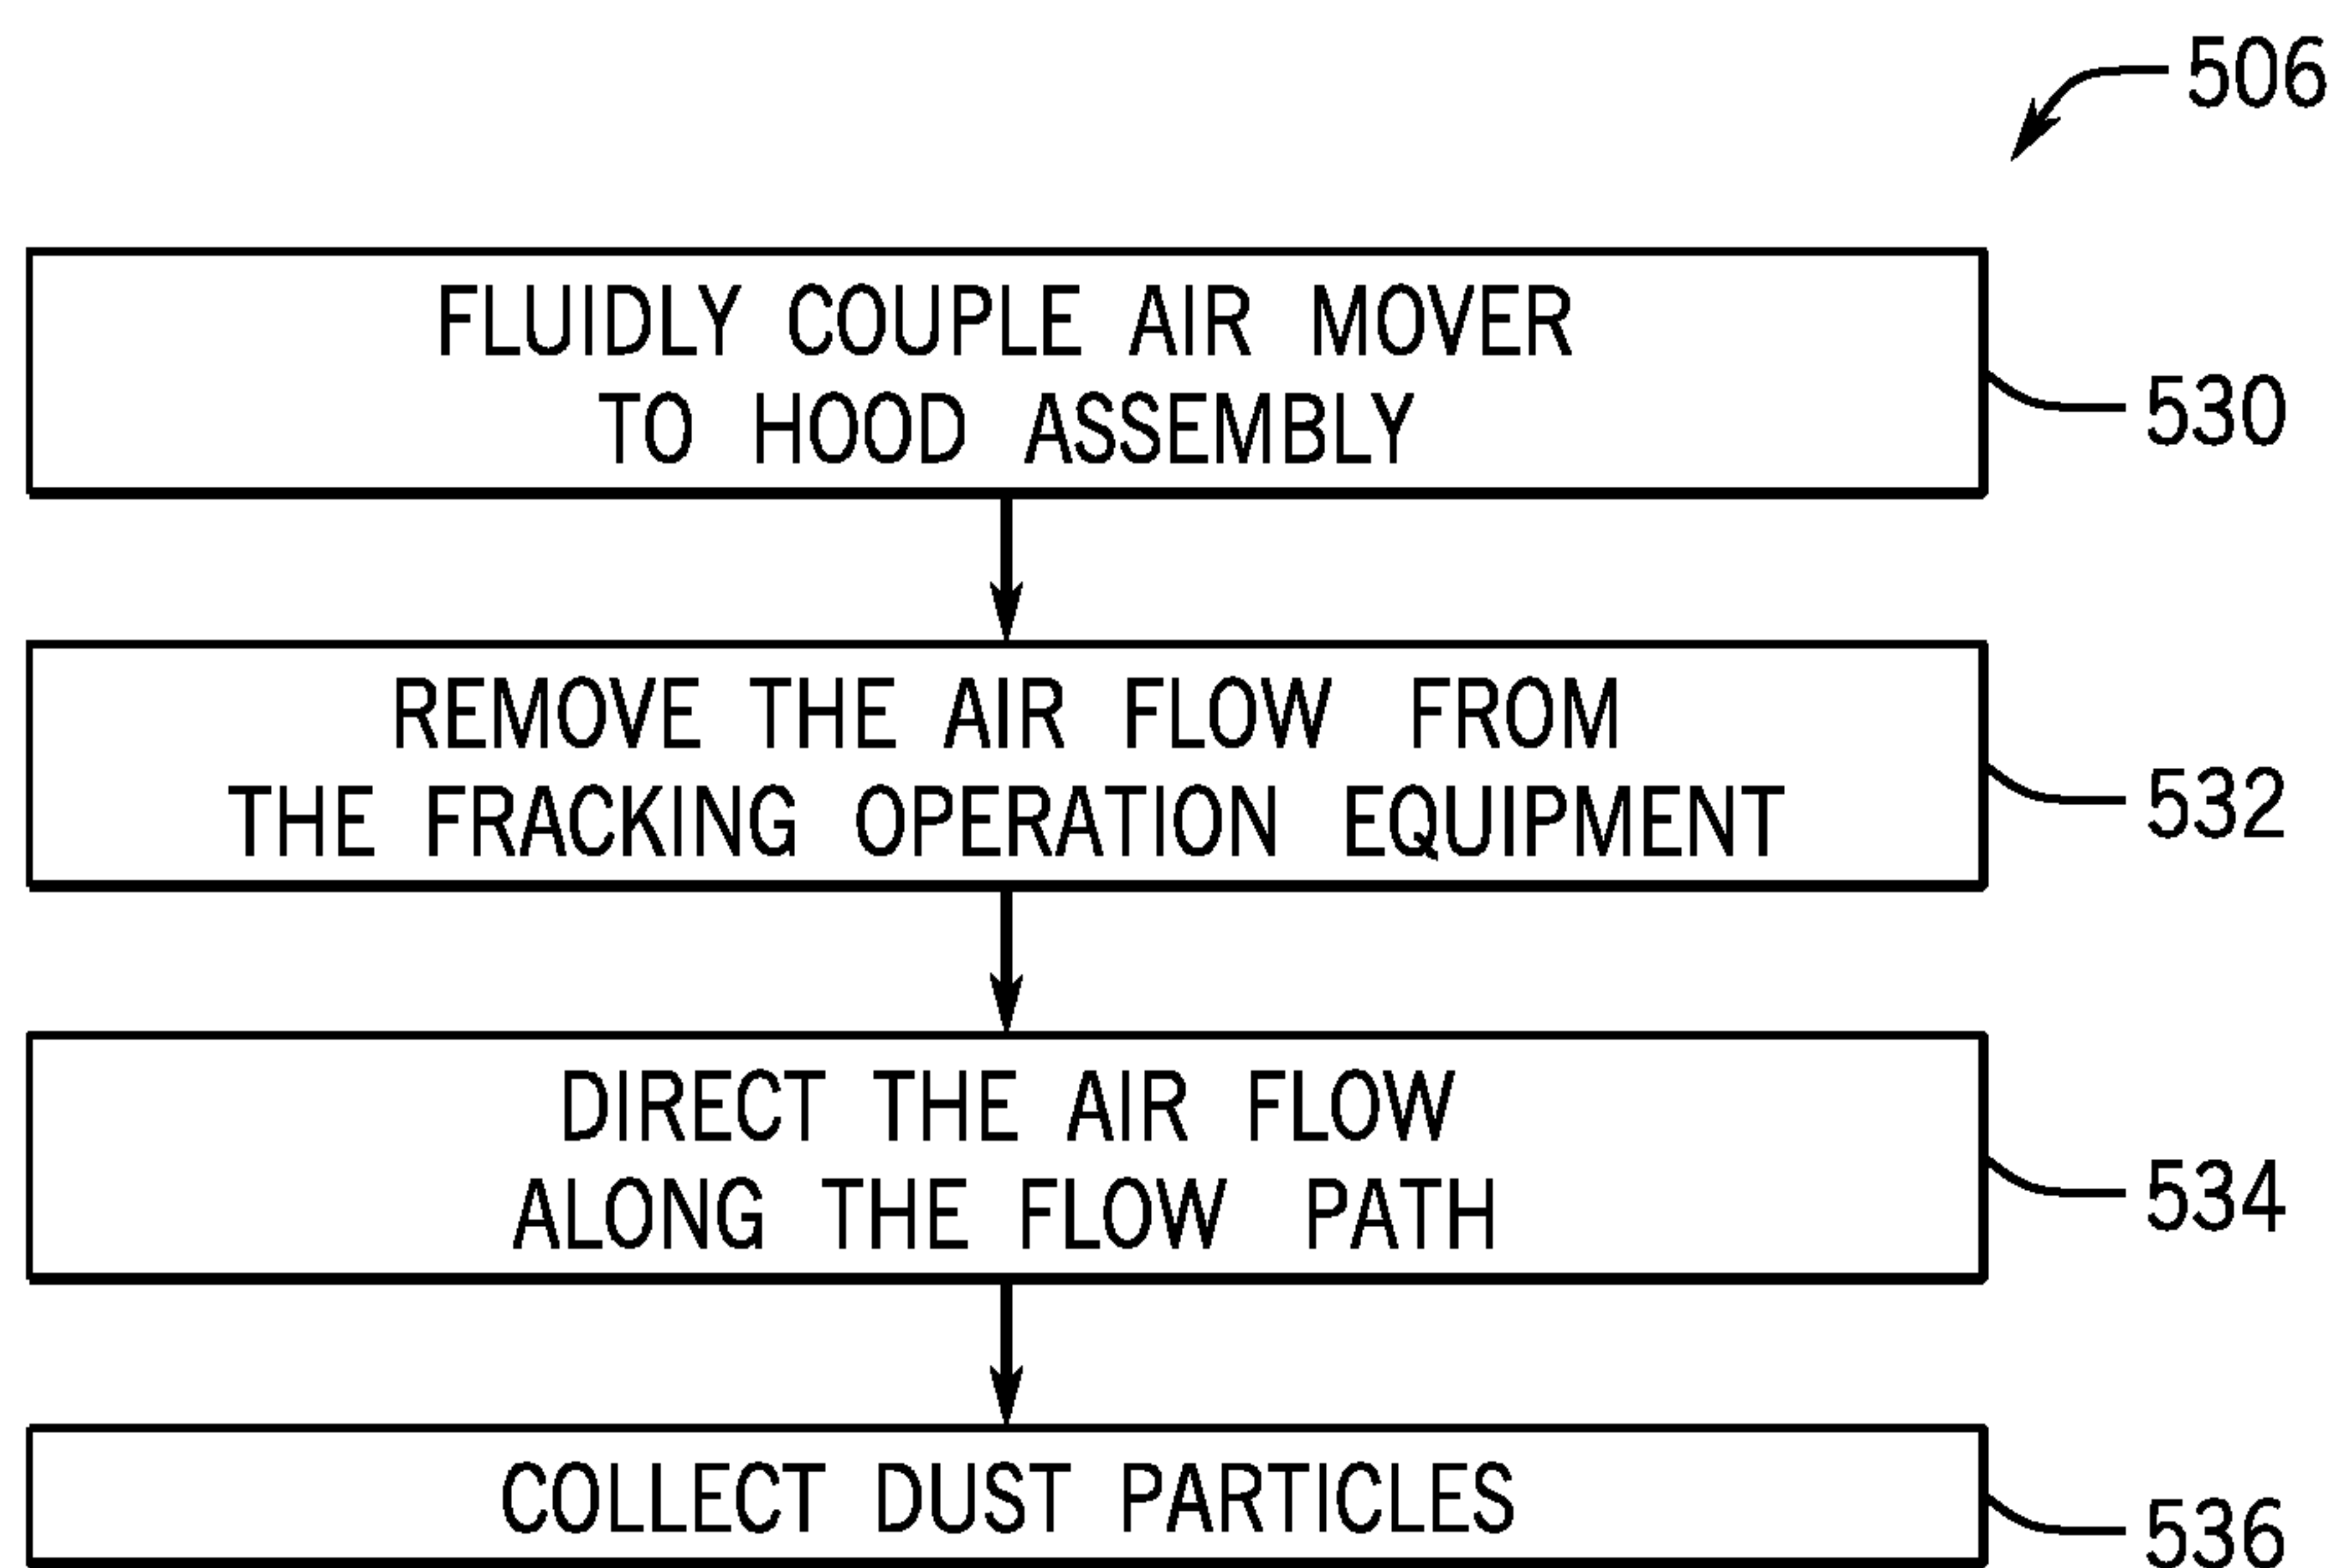 506
FLUIDLY COUPLE AIR MOVER
TO HOOD ASSEMBLY
530
REMOVE THE AIR FLOW FROM
THE FRACKING OPERATION EQUIPMENT
532
DIRECT THE AIR FLOW
ALONG THE FLOW PATH
534
COLLECT DUST PARTICLES
536